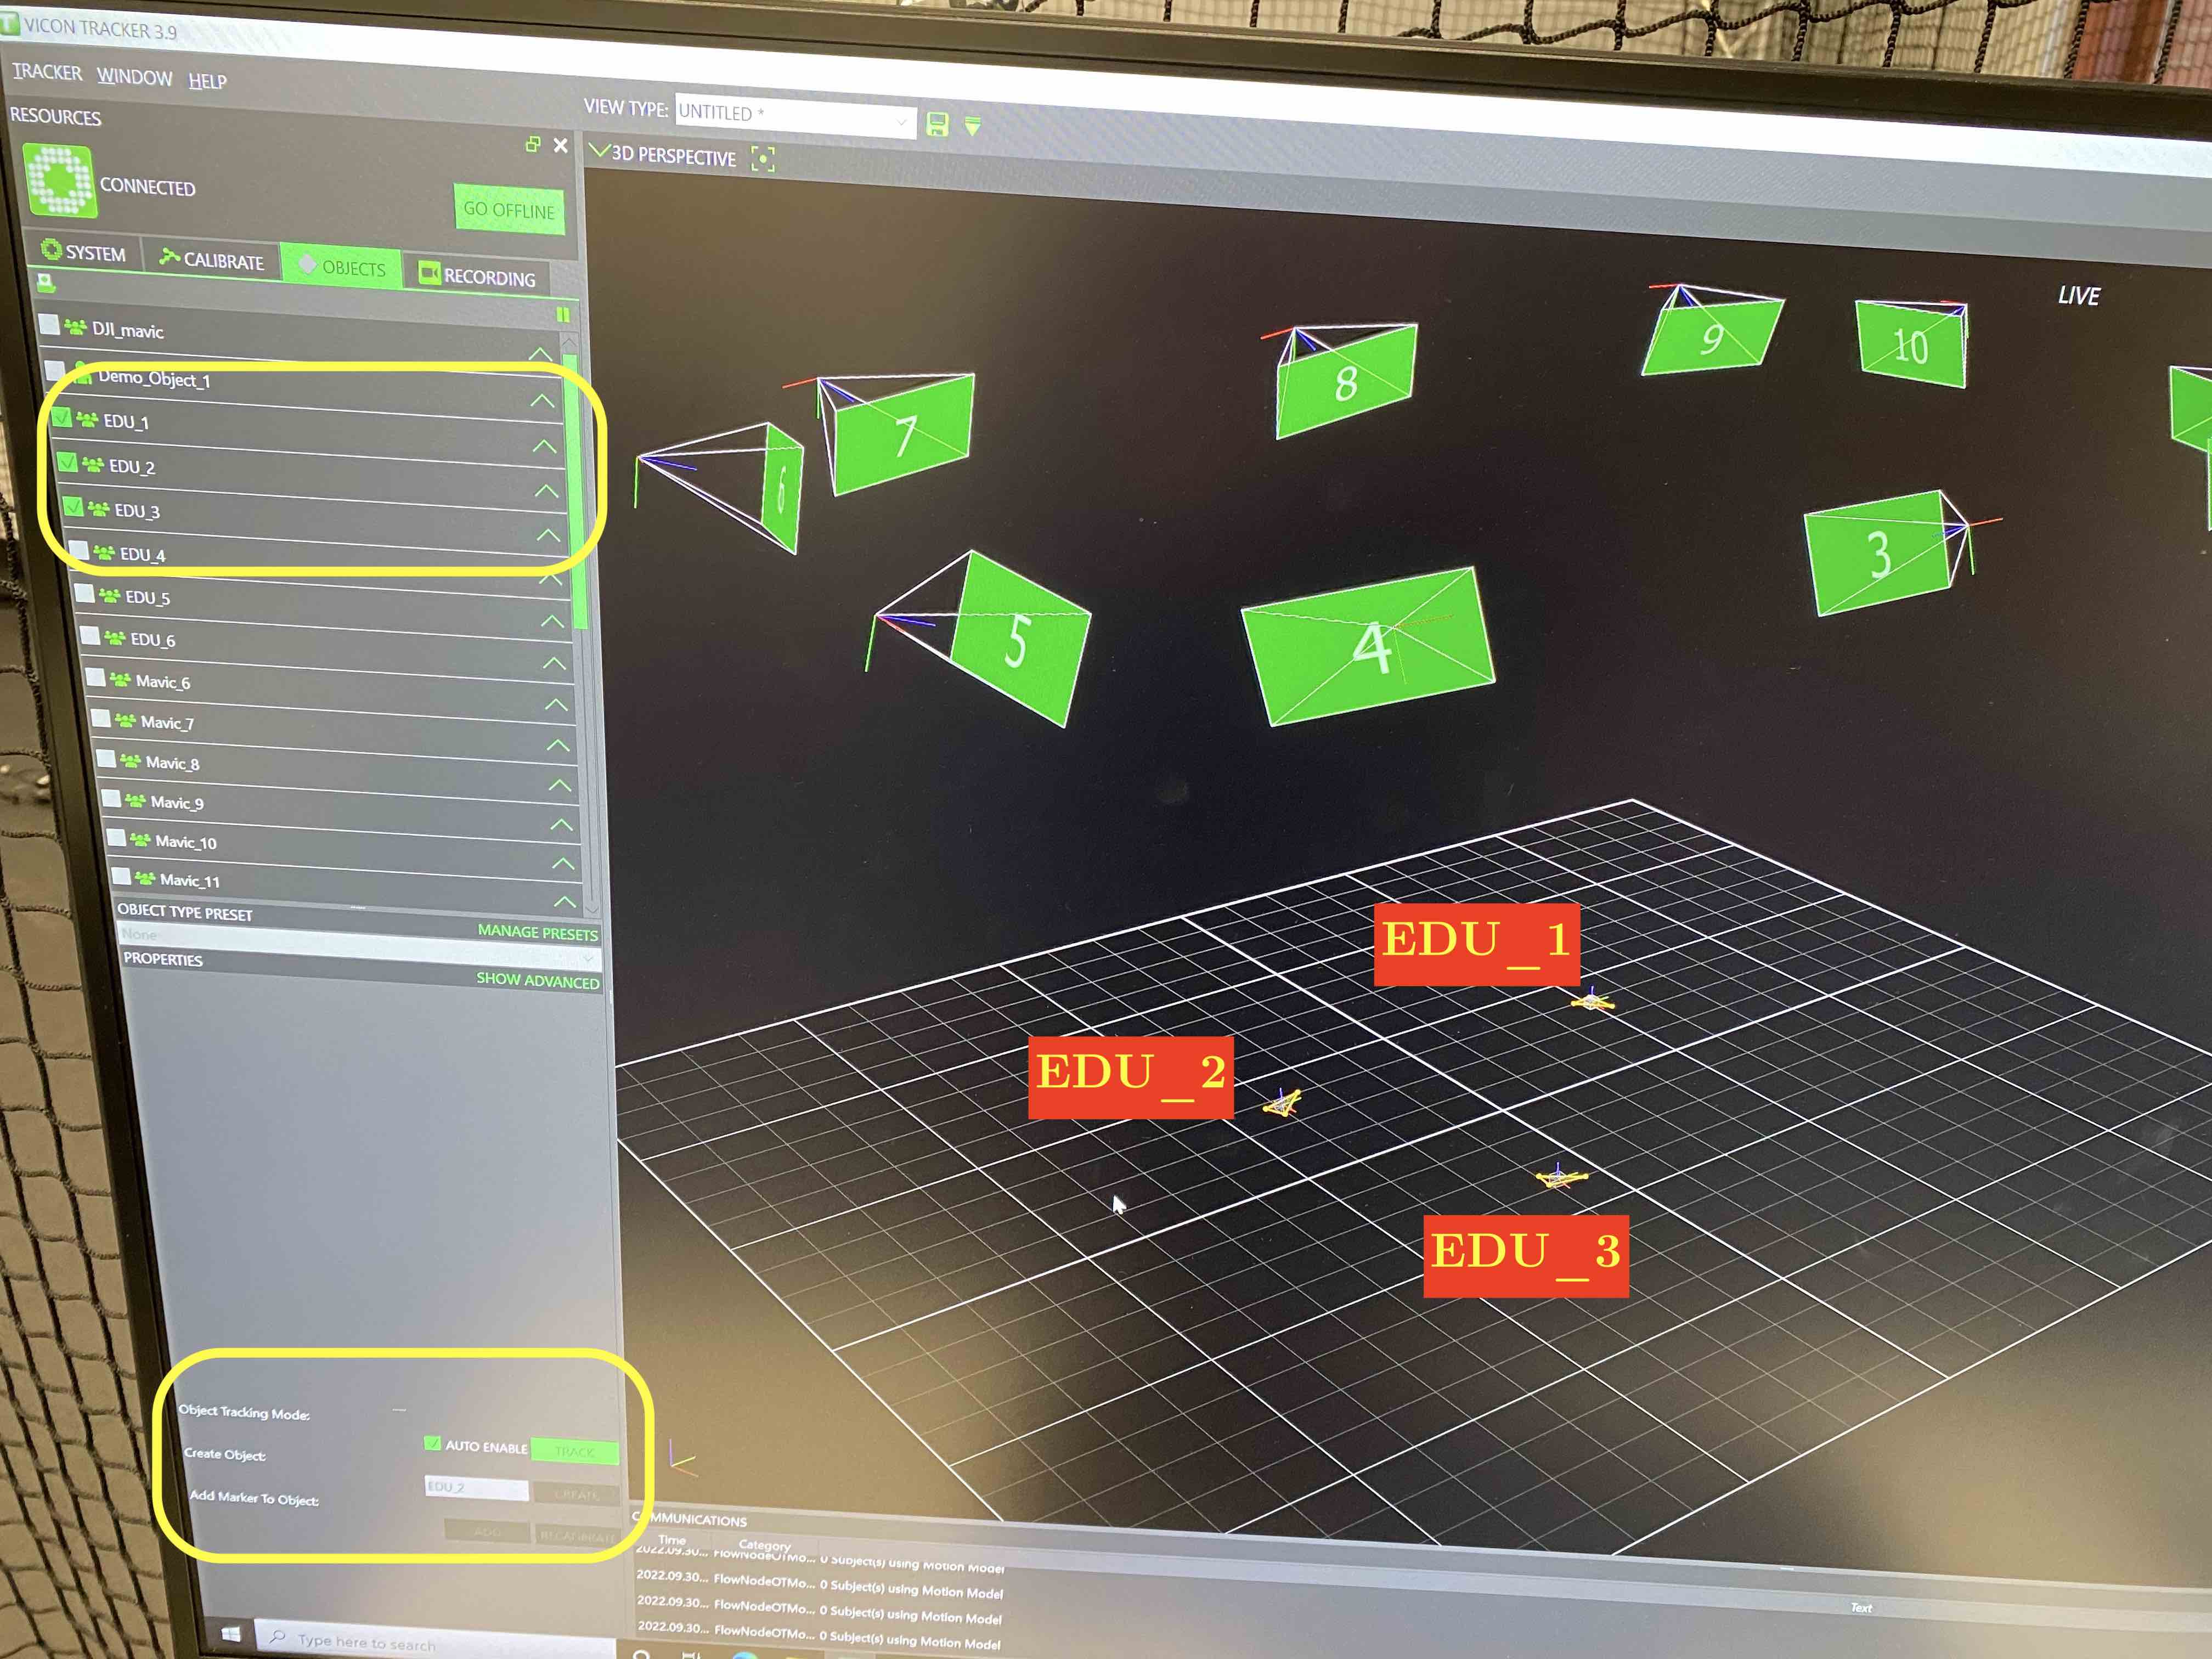 VICON TRACKER 3.9
TRACKER WINDOW HELP
RESOURCES
VIEW TYPE: UNTITLED *
3D PERSPECTIVE
CONNECTED
GO OFFLINE
SYSTEM CALIBRATE OBJECTS RECORDING
LIVE
DJI_mavic
Demo_Object_1
EDU_1
EDU_2
EDU_3
EDU_4
EDU_5
EDU_6
Mavic_6
Mavic_7
Mavic_8
Mavic_9
Mavic_10
Mavic_11
OBJECT TYPE PRESET
MANAGE PRESETS
None
PROPERTIES
SHOW ADVANCED
9
10
8
7
6
3
5
4
EDU_1
EDU_2
EDU_3
Object Tracking Mode:
Create Object:
AUTO ENABLE TRACK
Add Marker To Object:
EDU_2 CREATE
ADD RECALIBRATE
COMMUNICATIONS
Time Category
2022.09.30... FlowNodeOTMo... 0 Subject(s) using Motion Model
2022.09.30... FlowNodeOTMo... 0 Subject(s) using Motion Model
2022.09.30... FlowNodeOTMo... 0 Subject(s) using Motion Model
2022.09.30... FlowNodeOTMo... 0 Subject(s) using Motion Model
Text
Type here to search